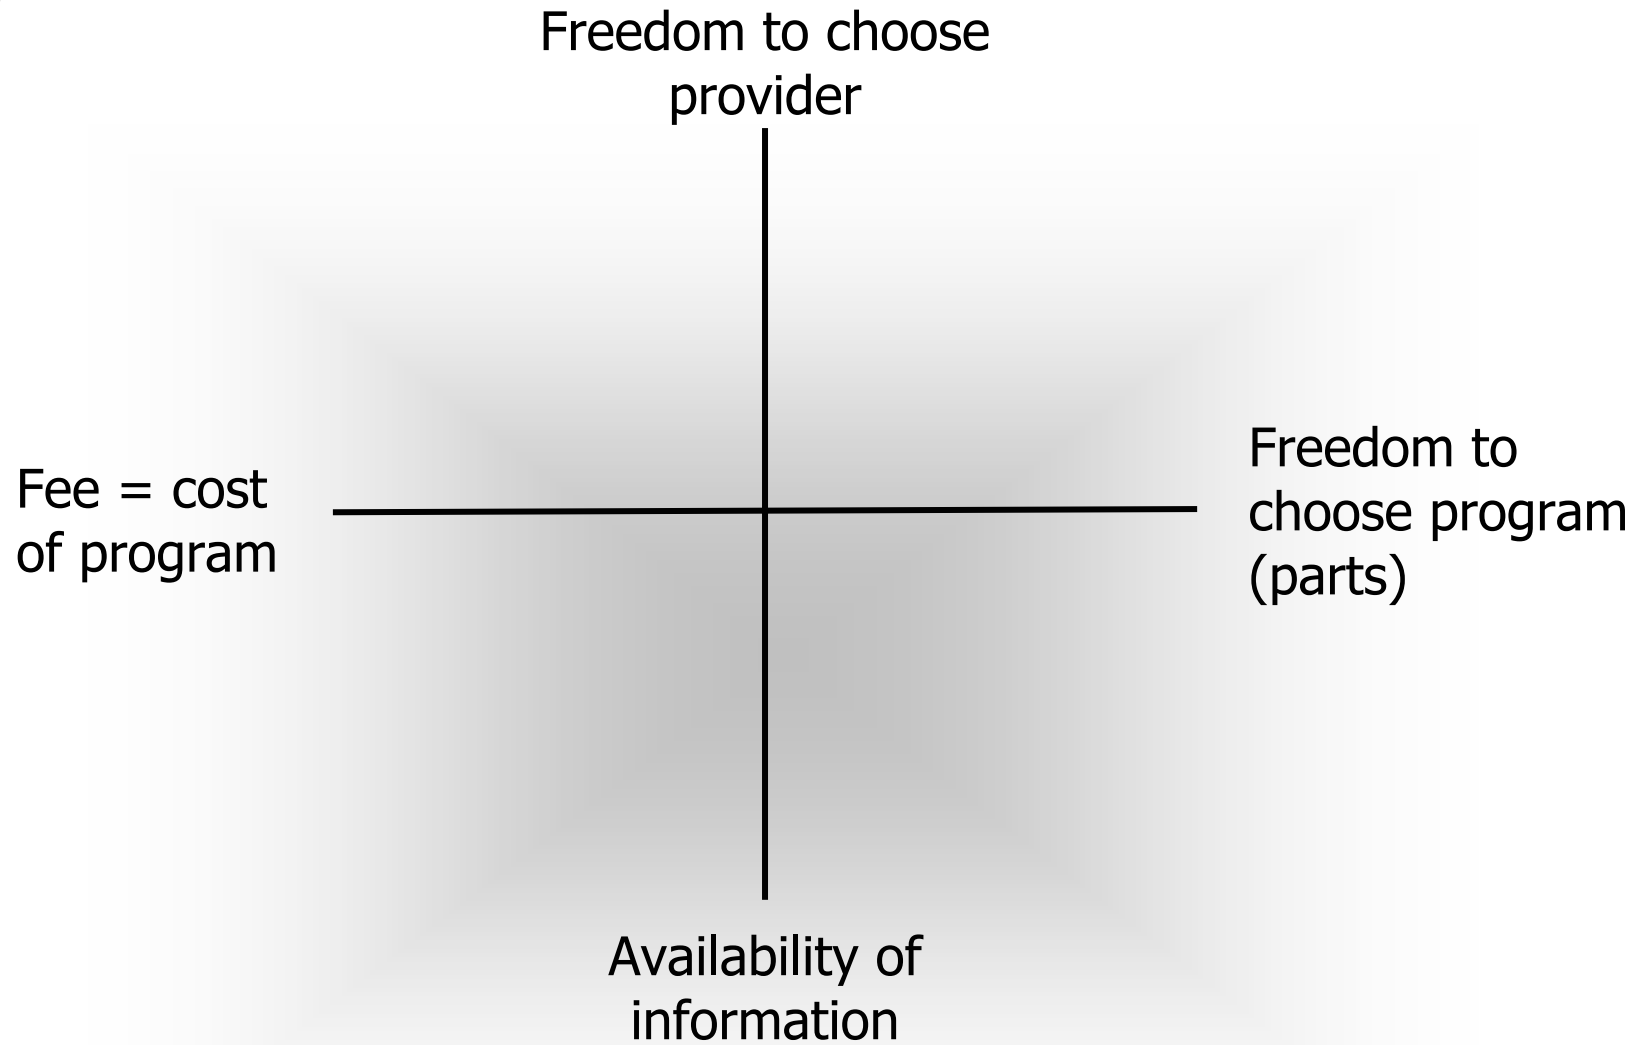 Freedom to choose
provider
Fee = cost
of program
Freedom to
choose program
(parts)
Availability of
information